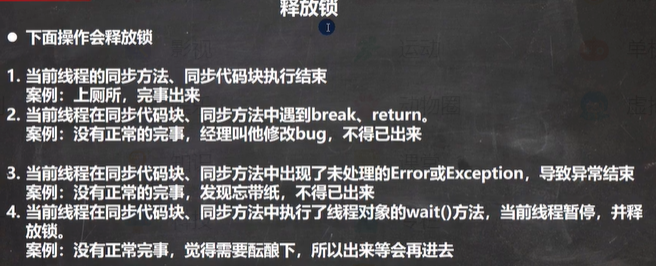 释放锁
● 下面操作会释放锁
1. 当前线程的同步方法、同步代码块执行结束
案例：上厕所，完事出来
2. 当前线程在同步代码块、同步方法中遇到break、return。
案例：没有正常的完事，经理叫他修改bug，不得已出来
3. 当前线程在同步代码块、同步方法中出现了未处理的Error或Exception，导致异常结束
案例：没有正常的完事，发现忘带纸，不得已出来
4. 当前线程在同步代码块、同步方法中执行了线程对象的wait()方法，当前线程暂停，并释
放锁。
案例：没有正常完事，觉得需要酝酿下，所以出来等会再进去